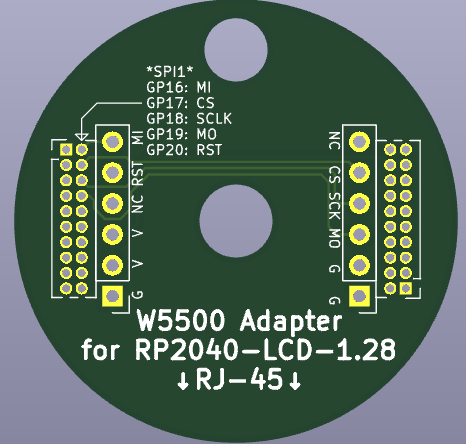 *SPI1*
GP16: MI
GP17: CS
GP18: SCLK
GP19: MO
GP20: RST
MI
RST
NC
V
V
G
NC
CS
SCK
MO
G
G
W5500 Adapter
for RP2040-LCD-1.28
↓RJ-45↓